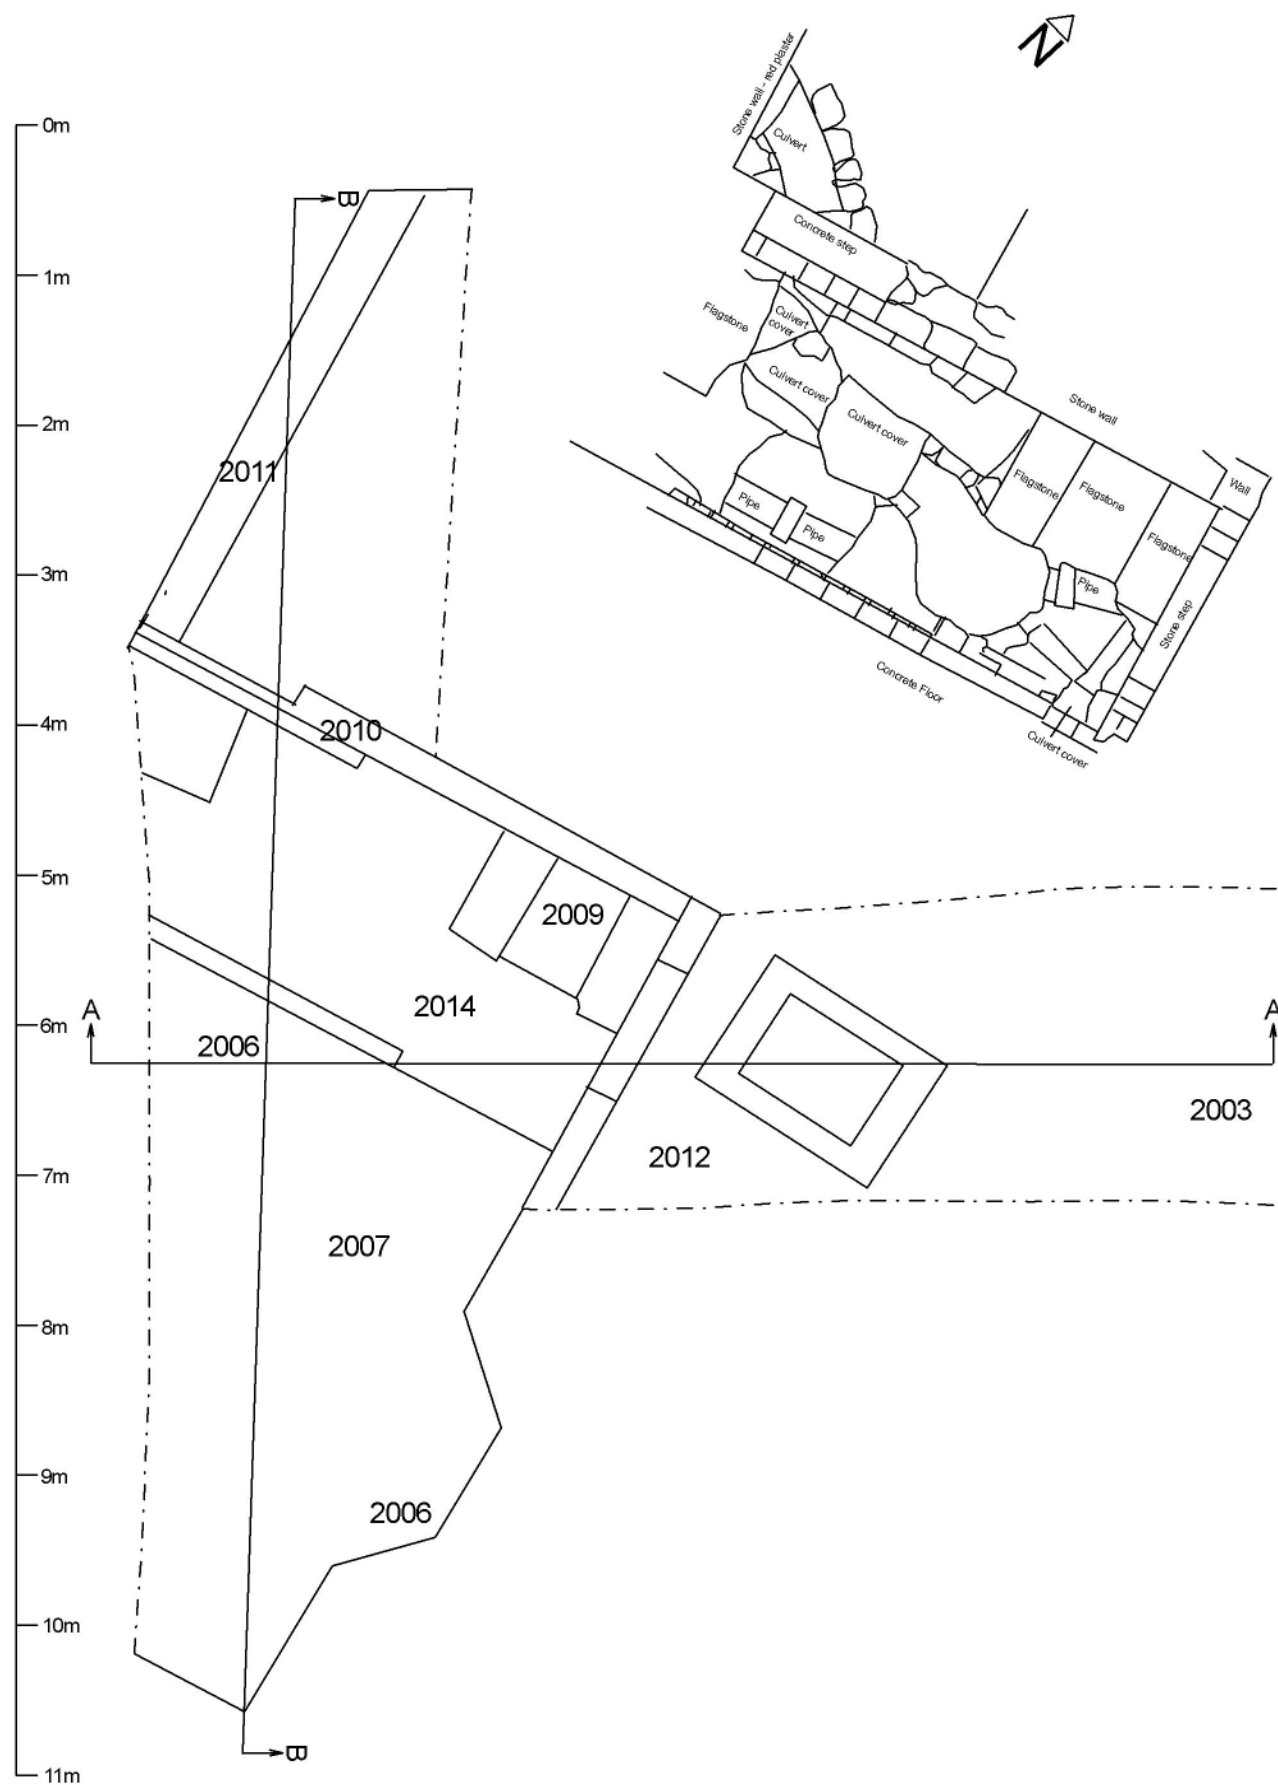 N
Stone wall - red plaster
Culvert
0m
B
Concrete step
1m
Flagstone
Culvert
cover
Culvert cover
Culvert cover
Stone wall
2m
2011
Flagstone
Flagstone
Wall
Pipe
Pipe
Flagstone
3m
Pipe
Stone step
Concrete Floor
4m
2010
Culvert cover
5m
2009
2014
A
A
6m
2006
2003
2012
7m
2007
8m
9m
2006
10m
B
11m